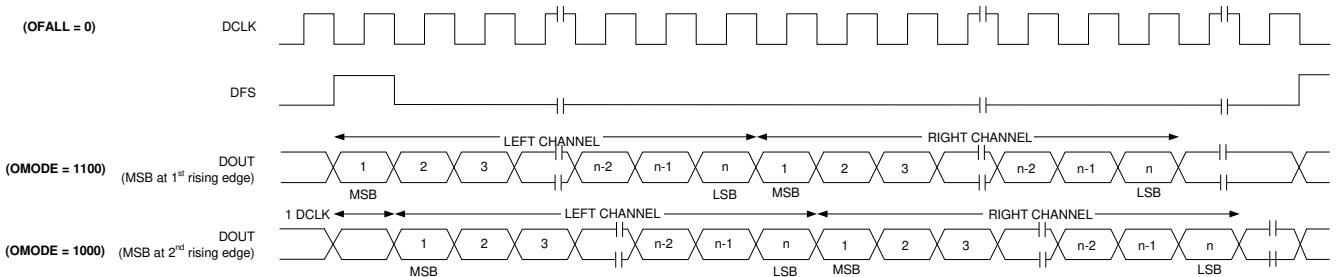 (OFALL = 0) DCLK
DFS
LEFT CHANNEL RIGHT CHANNEL
(OMODE = 1100) DOUT 1 2 3 n-2 n-1 n 1 2 3 n-2 n-1 n
(MSB at 1st rising edge)
MSB LSB MSB LSB
1 DCLK LEFT CHANNEL RIGHT CHANNEL
(OMODE = 1000) DOUT 1 2 3 n-2 n-1 n 1 2 3 n-2 n-1 n
(MSB at 2nd rising edge)
MSB LSB MSB LSB